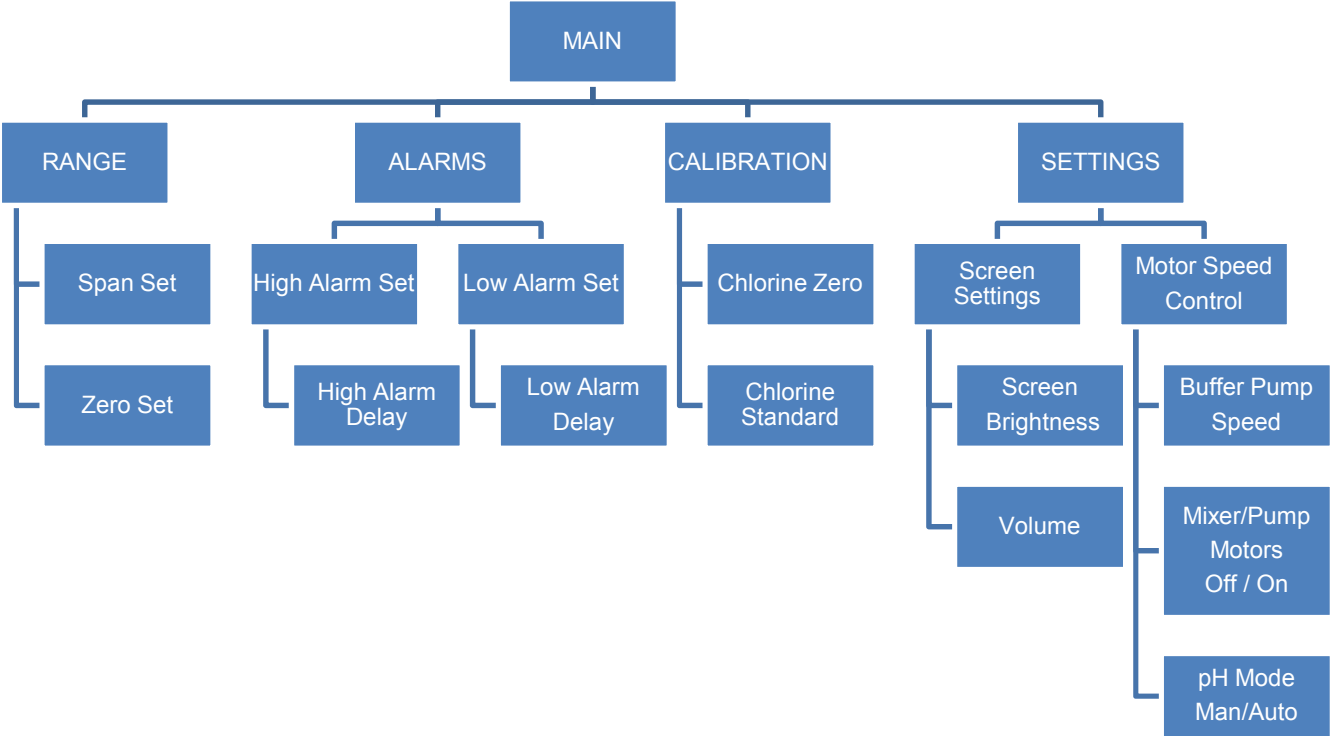 MAIN
RANGE
ALARMS
CALIBRATION
SETTINGS
Span Set
High Alarm Set
Low Alarm Set
Chlorine Zero
Screen
Settings
Motor Speed
Control
Zero Set
High Alarm
Delay
Low Alarm
Delay
Chlorine
Standard
Screen
Brightness
Buffer Pump
Speed
Volume
Mixer/Pump
Motors
Off / On
pH Mode
Man/Auto